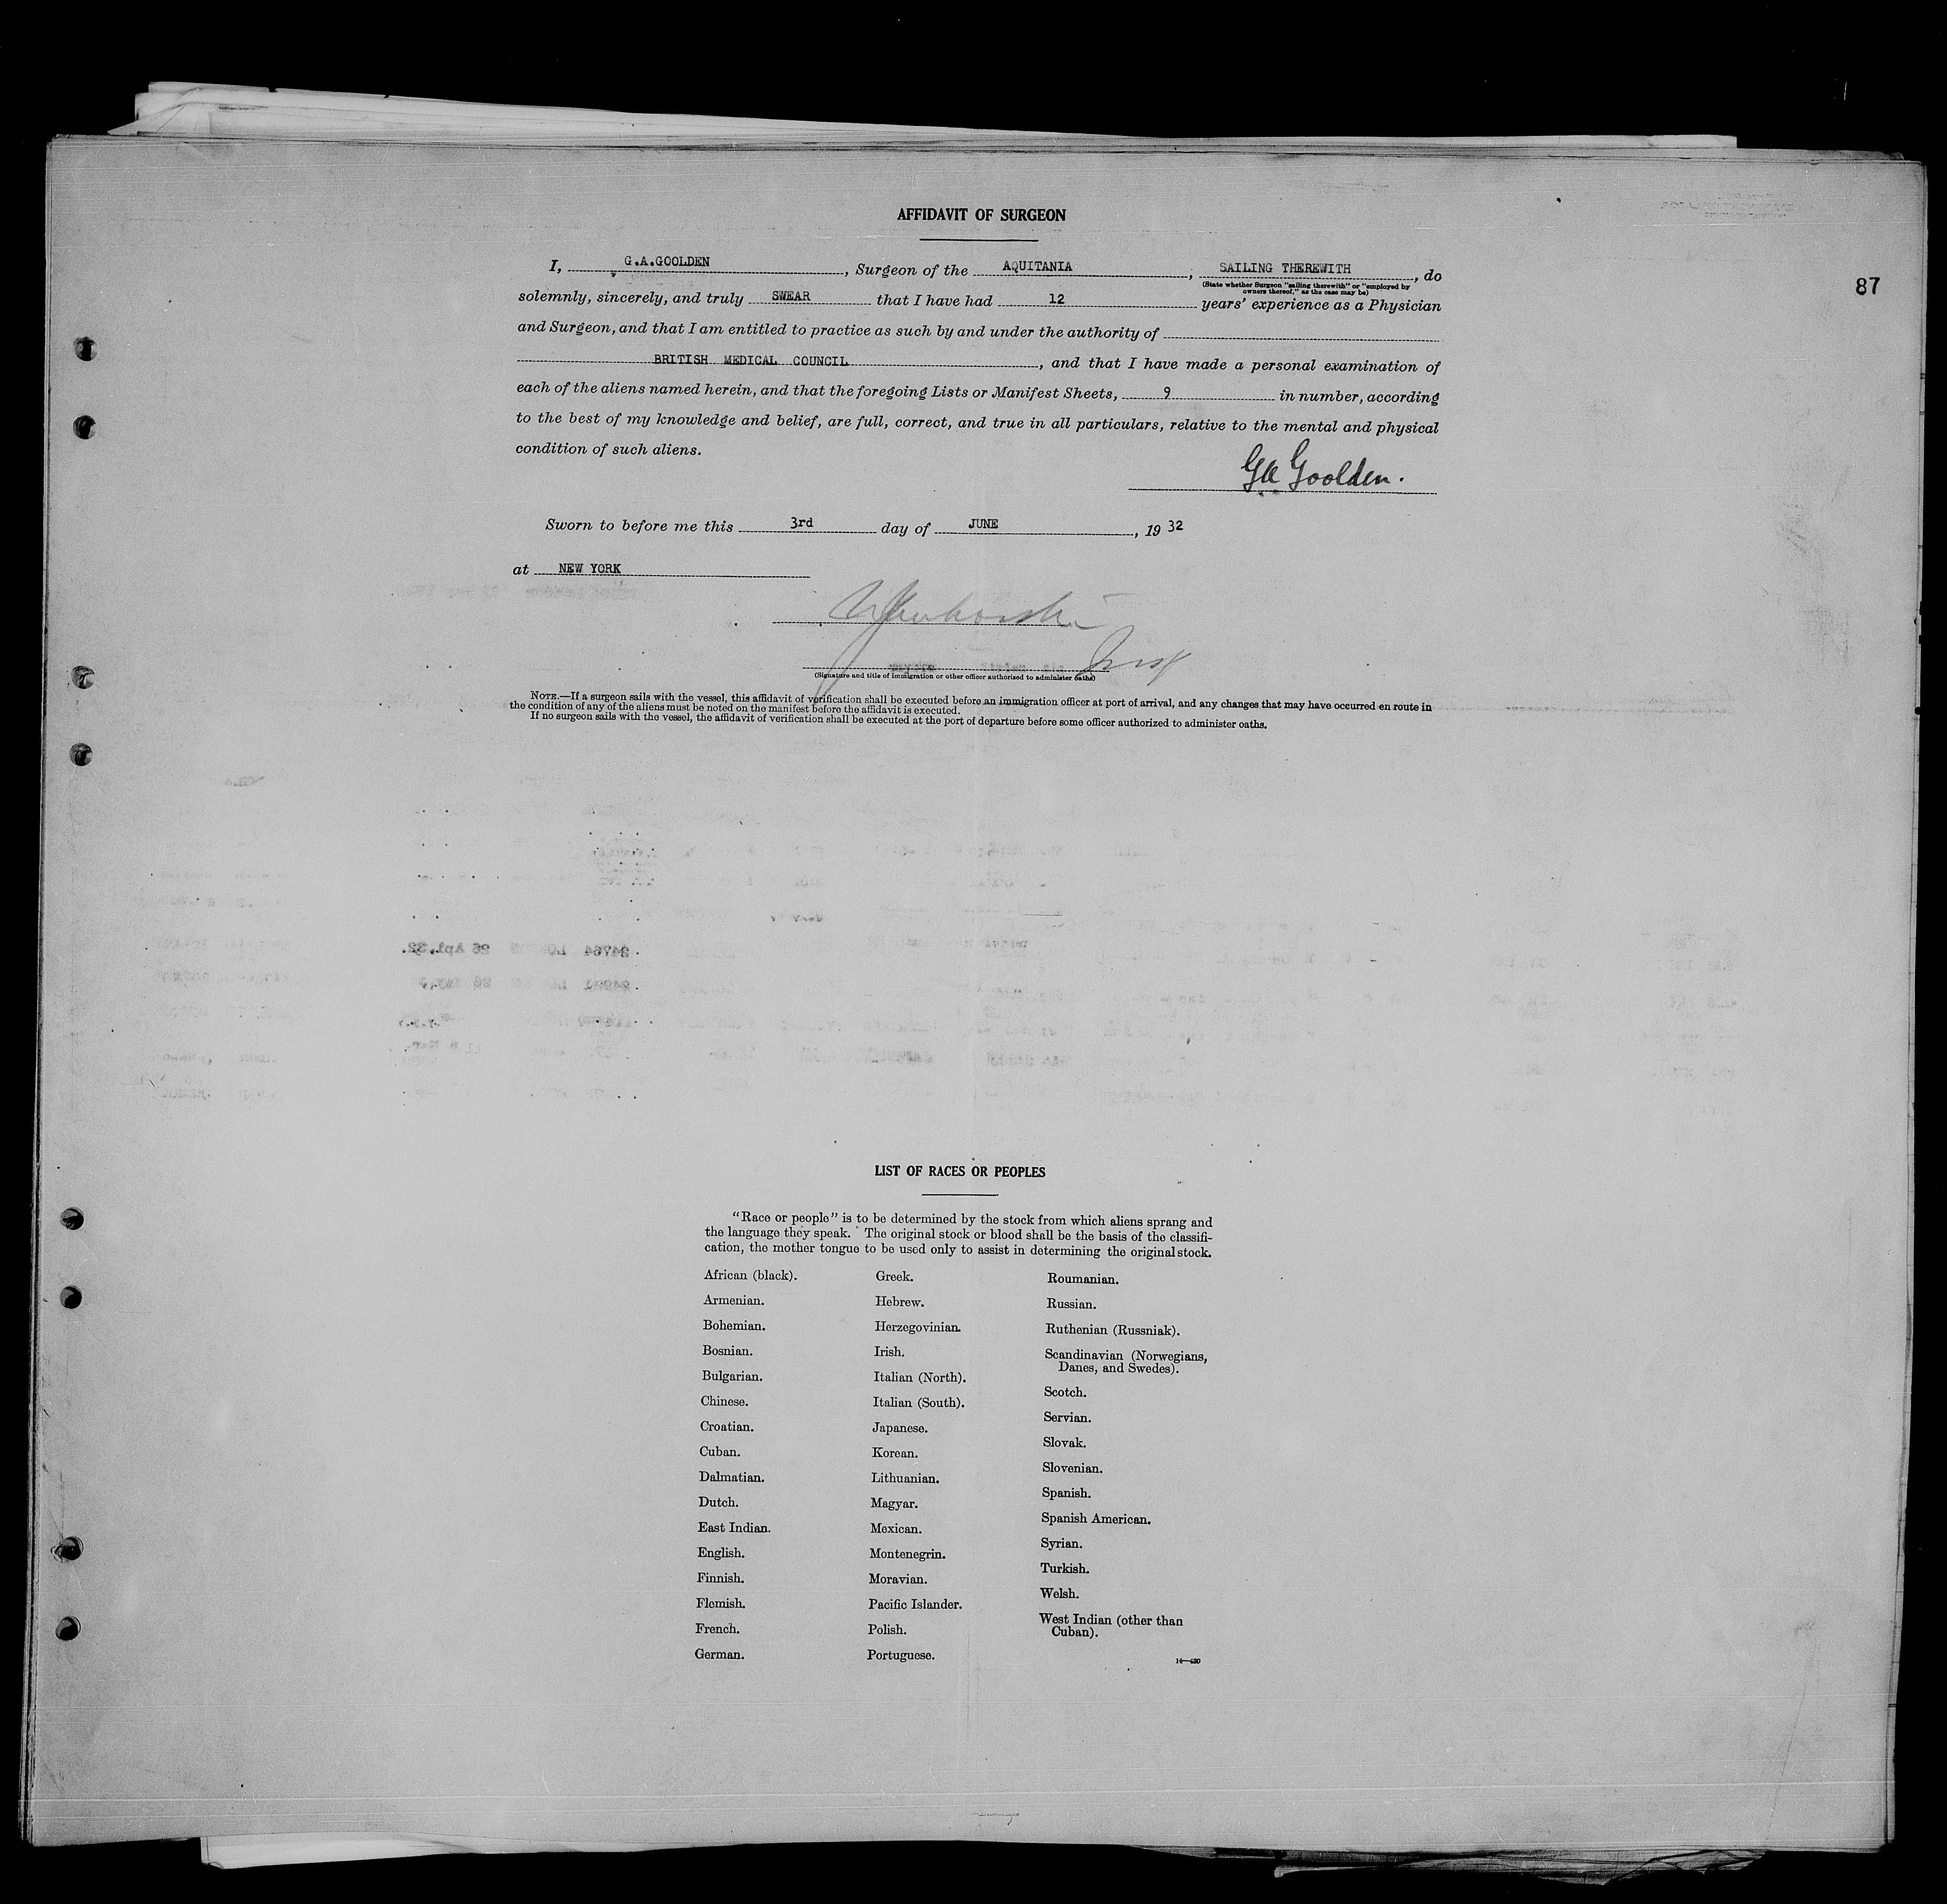 AFFIDAVIT OF SURGEON
I, G.A.GOOLDEN, Surgeon of the AQUITANIA, SAILING THEREWITH, do
(State whether Surgeon "sailing therewith" or "employed by
owners thereof," as the case may be)
87
solemnly, sincerely, and truly SWEAR that I have had 12 years' experience as a Physician
and Surgeon, and that I am entitled to practice as such by and under the authority of
BRITISH MEDICAL COUNCIL, and that I have made a personal examination of
each of the aliens named herein, and that the foregoing Lists or Manifest Sheets, 9 in number, according
to the best of my knowledge and belief, are full, correct, and true in all particulars, relative to the mental and physical
condition of such aliens.
GA Goolden.
Sworn to before me this 3rd day of JUNE, 19 32
at NEW YORK
(Signature and title of immigration or other officer authorized to administer oaths)
NOTE.—If a surgeon sails with the vessel, this affidavit of verification shall be executed before an immigration officer at port of arrival, and any changes that may have occurred en route in
the condition of any of the aliens must be noted on the manifest before the affidavit is executed.
If no surgeon sails with the vessel, the affidavit of verification shall be executed at the port of departure before some officer authorized to administer oaths.
LIST OF RACES OR PEOPLES
"Race or people" is to be determined by the stock from which aliens sprang and
the language they speak. The original stock or blood shall be the basis of the classifi-
cation, the mother tongue to be used only to assist in determining the original stock.
African (black).
Armenian.
Bohemian.
Bosnian.
Bulgarian.
Chinese.
Croatian.
Cuban.
Dalmatian.
Dutch.
East Indian.
English.
Finnish.
Flemish.
French.
German.
Greek.
Hebrew.
Herzegovinian.
Irish.
Italian (North).
Italian (South).
Japanese.
Korean.
Lithuanian.
Magyar.
Mexican.
Montenegrin.
Moravian.
Pacific Islander.
Polish.
Portuguese.
Roumanian.
Russian.
Ruthenian (Russniak).
Scandinavian (Norwegians,
Danes, and Swedes).
Scotch.
Servian.
Slovak.
Slovenian.
Spanish.
Spanish American.
Syrian.
Turkish.
Welsh.
West Indian (other than
Cuban).